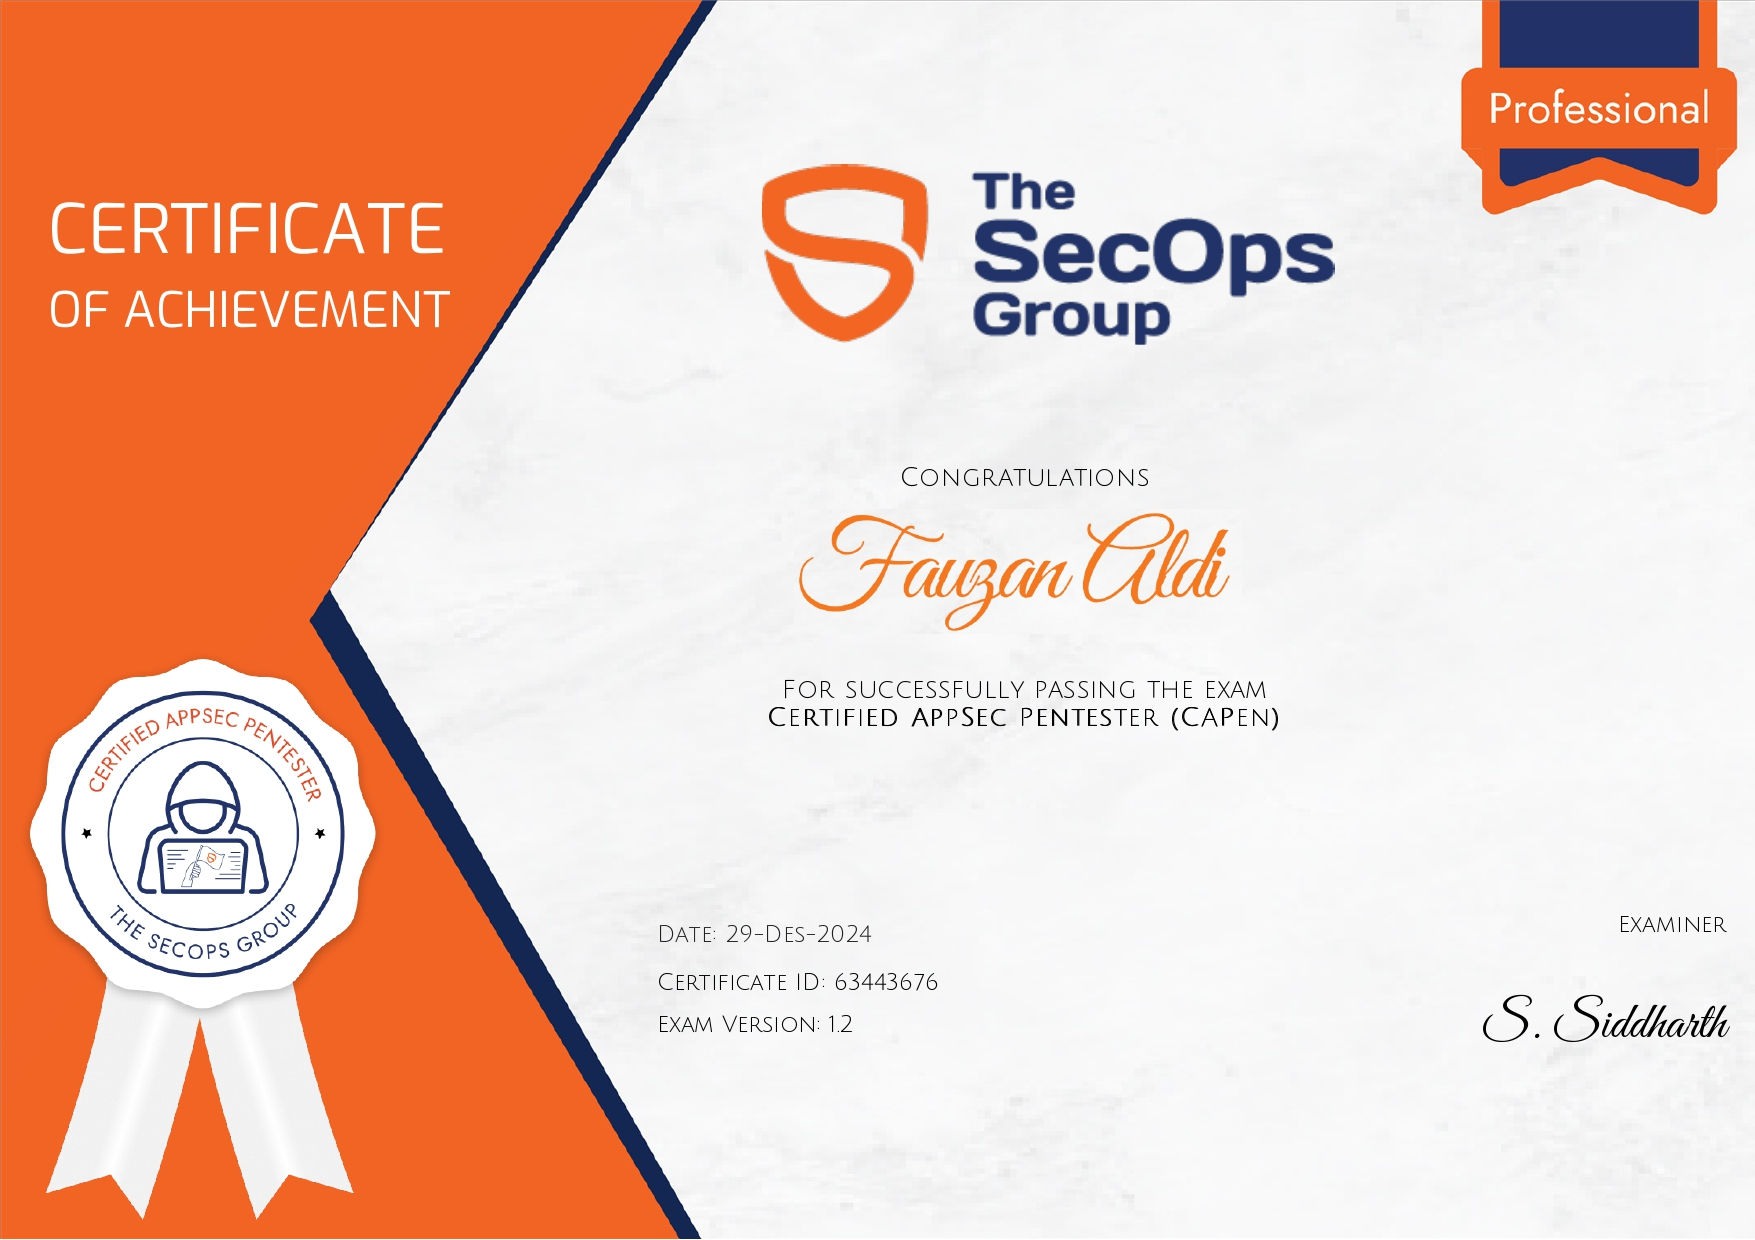 Professional
CERTIFICATE
OF ACHIEVEMENT
The
SecOps
Group
Congratulations
Fauzan Aldi
For successfully passing the exam
Certified AppSec Pentester (CAPen)
CERTIFIED APPSEC PENTESTER
THE SECOPS GROUP
Date: 29-Des-2024
Certificate ID: 63443676
Exam Version: 1.2
Examiner
S. Siddharth